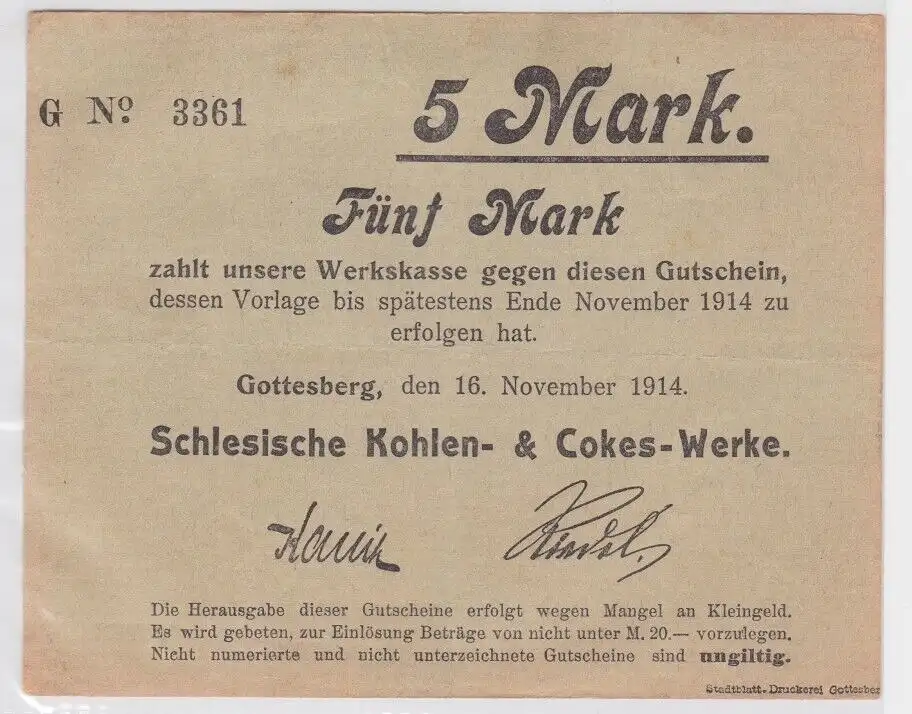 G Nº 3361
5 Mark.
Fünf Mark
zahlt unsere Werkskasse gegen diesen Gutschein,
dessen Vorlage bis spätestens Ende November 1914 zu
erfolgen hat.
Gottesberg, den 16. November 1914.
Schlesische Kohlen- & Cokes-Werke.
Die Herausgabe dieser Gutscheine erfolgt wegen Mangel an Kleingeld.
Es wird gebeten, zur Einlösung Beträge von nicht unter M. 20.— vorzulegen.
Nicht numerierte und nicht unterzeichnete Gutscheine sind ungiltig.
Stadtblatt-Druckerei Gottesber